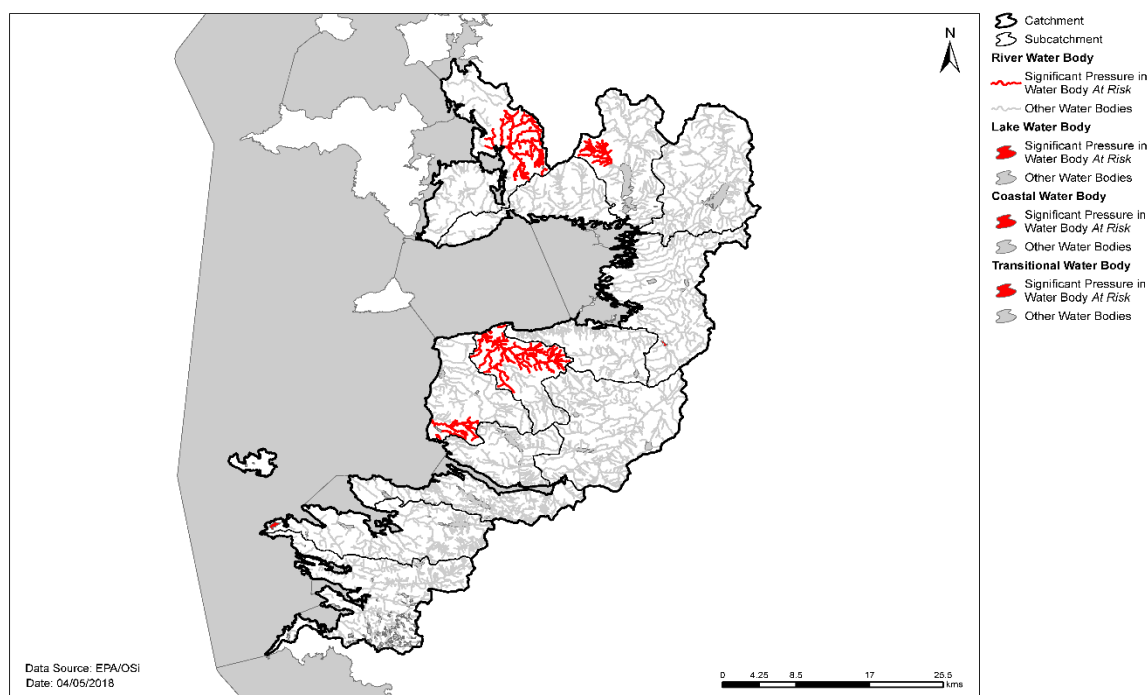 N
Catchment
Subcatchment
River Water Body
Significant Pressure in
Water Body At Risk
Other Water Bodies
Lake Water Body
Significant Pressure in
Water Body At Risk
Other Water Bodies
Coastal Water Body
Significant Pressure in
Water Body At Risk
Other Water Bodies
Transitional Water Body
Significant Pressure in
Water Body At Risk
Other Water Bodies
Data Source: EPA/OSi
Date: 04/05/2018
0 4.25 8.5 17 25.5
kms